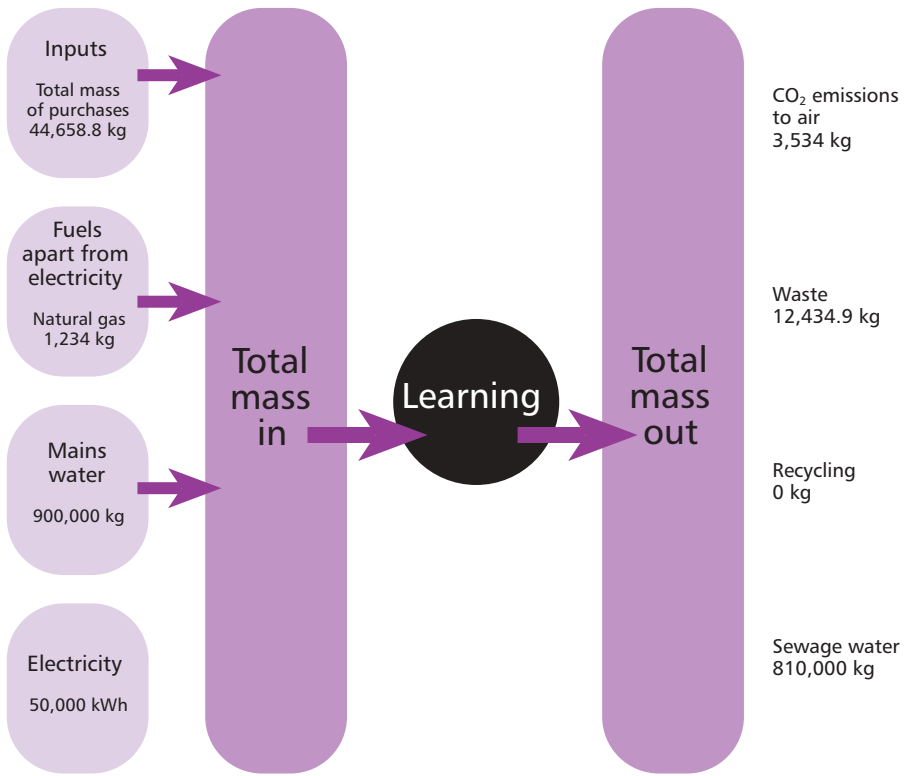 Inputs
Total mass
of purchases
44,658.8 kg
Fuels
apart from
electricity
Natural gas
1,234 kg
Mains
water
900,000 kg
Electricity
50,000 kWh
Total
mass
in
Learning
Total
mass
out
CO₂ emissions
to air
3,534 kg
Waste
12,434.9 kg
Recycling
0 kg
Sewage water
810,000 kg